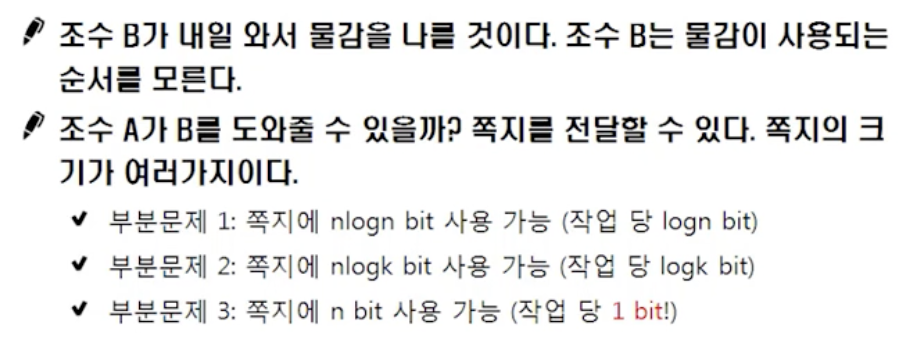 조수 B가 내일 와서 물감을 나를 것이다. 조수 B는 물감이 사용되는
순서를 모른다.
조수 A가 B를 도와줄 수 있을까? 쪽지를 전달할 수 있다. 쪽지의 크
기가 여러가지이다.
부분문제 1: 쪽지에 nlogn bit 사용 가능 (작업 당 logn bit)
부분문제 2: 쪽지에 nlogk bit 사용 가능 (작업 당 logk bit)
부분문제 3: 쪽지에 n bit 사용 가능 (작업 당 1 bit!)